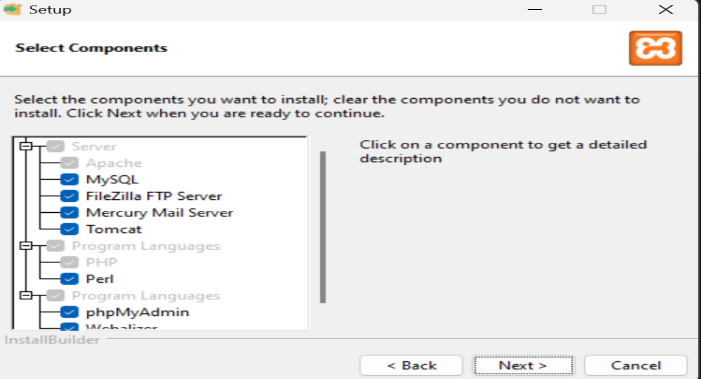 Setup
Select Components
Select the components you want to install; clear the components you do not want to
install. Click Next when you are ready to continue.
Server
Apache
MySQL
FileZilla FTP Server
Mercury Mail Server
Tomcat
Program Languages
PHP
Perl
Program Languages
phpMyAdmin
Webalizer
Click on a component to get a detailed
description
InstallBuilder
< Back
Next >
Cancel